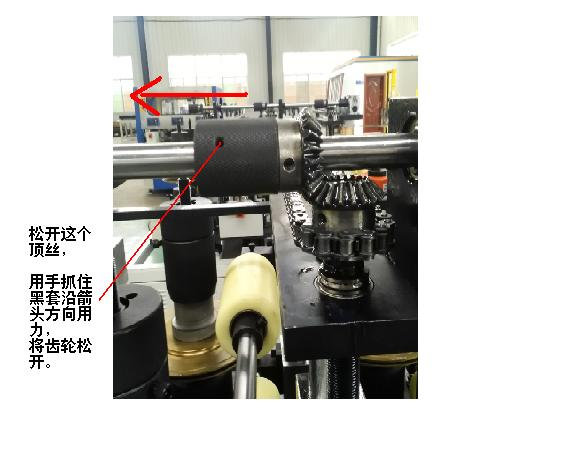 松开这个
顶丝，
用手抓住
黑套沿箭
头方向用
力，
将齿轮松
开。